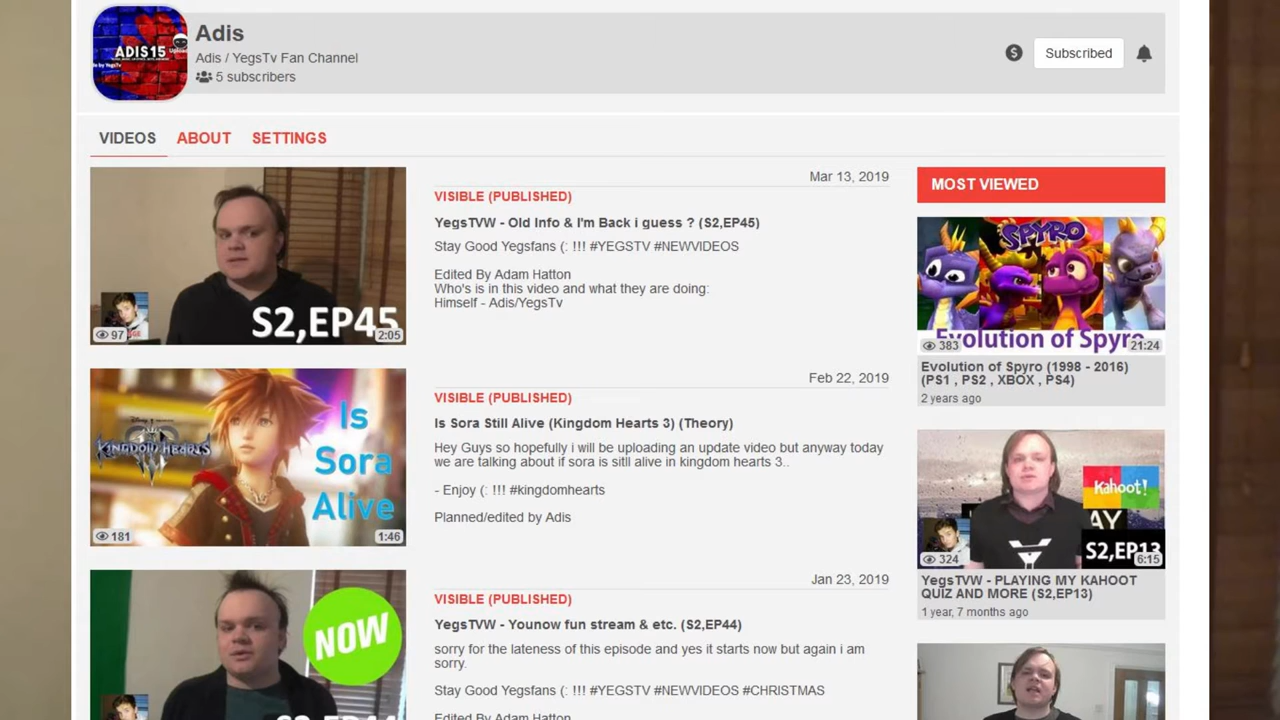 ADIS15
Upload
le by YegsTv
Adis
Adis / YegsTv Fan Channel
5 subscribers
Subscribed
VIDEOS
ABOUT
SETTINGS
S2,EP45
97
2:05
Mar 13, 2019
VISIBLE (PUBLISHED)
YegsTVW - Old Info & I'm Back i guess ? (S2,EP45)
Stay Good Yegsfans (: !!! #YEGSTV #NEWVIDEOS
Edited By Adam Hatton
Who's is in this video and what they are doing:
Himself - Adis/YegsTv
KINGDOM HEARTS
Is
Sora
Alive
181
1:46
Feb 22, 2019
VISIBLE (PUBLISHED)
Is Sora Still Alive (Kingdom Hearts 3) (Theory)
Hey Guys so hopefully i will be uploading an update video but anyway today
we are talking about if sora is sitll alive in kingdom hearts 3..
- Enjoy (: !!! #kingdomhearts
Planned/edited by Adis
NOW
Jan 23, 2019
VISIBLE (PUBLISHED)
YegsTVW - Younow fun stream & etc. (S2,EP44)
sorry for the lateness of this episode and yes it starts now but again i am
sorry.
Stay Good Yegsfans (: !!! #YEGSTV #NEWVIDEOS #CHRISTMAS
Edited By Adam Hatton
MOST VIEWED
SPYRO
Evolution of Spyro
383
21:24
Evolution of Spyro (1998 - 2016)
(PS1 , PS2 , XBOX , PS4)
2 years ago
Kahoot!
AY
S2,EP13
324
6:15
YegsTVW - PLAYING MY KAHOOT
QUIZ AND MORE (S2,EP13)
1 year, 7 months ago